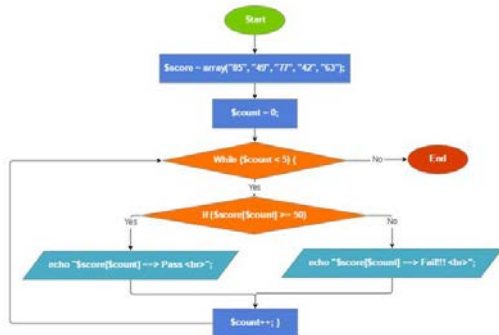 Start
$score = array("85", "49", "77", "42", "63");
$count = 0;
While ($count < 5) {
No
End
Yes
If ($score[$count] >= 50)
Yes
No
echo "$score[$count] ==> Pass <br>";
echo "$score[$count] ==> Fail!!! <br>";
$count++; }